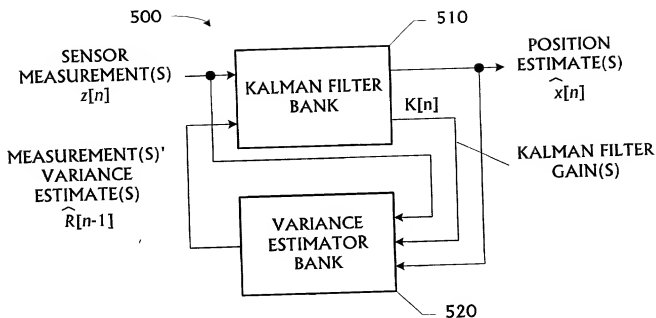 500
510
SENSOR
MEASUREMENT(S)
z[n]
KALMAN FILTER
BANK
POSITION
ESTIMATE(S)
x̂[n]
K[n]
MEASUREMENT(S)'
VARIANCE
ESTIMATE(S)
R̂[n-1]
KALMAN FILTER
GAIN(S)
VARIANCE
ESTIMATOR
BANK
520